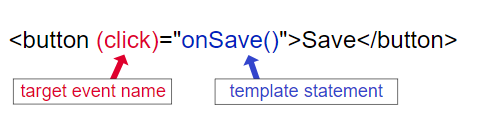 <button (click)="onSave()">Save</button>
target event name
template statement